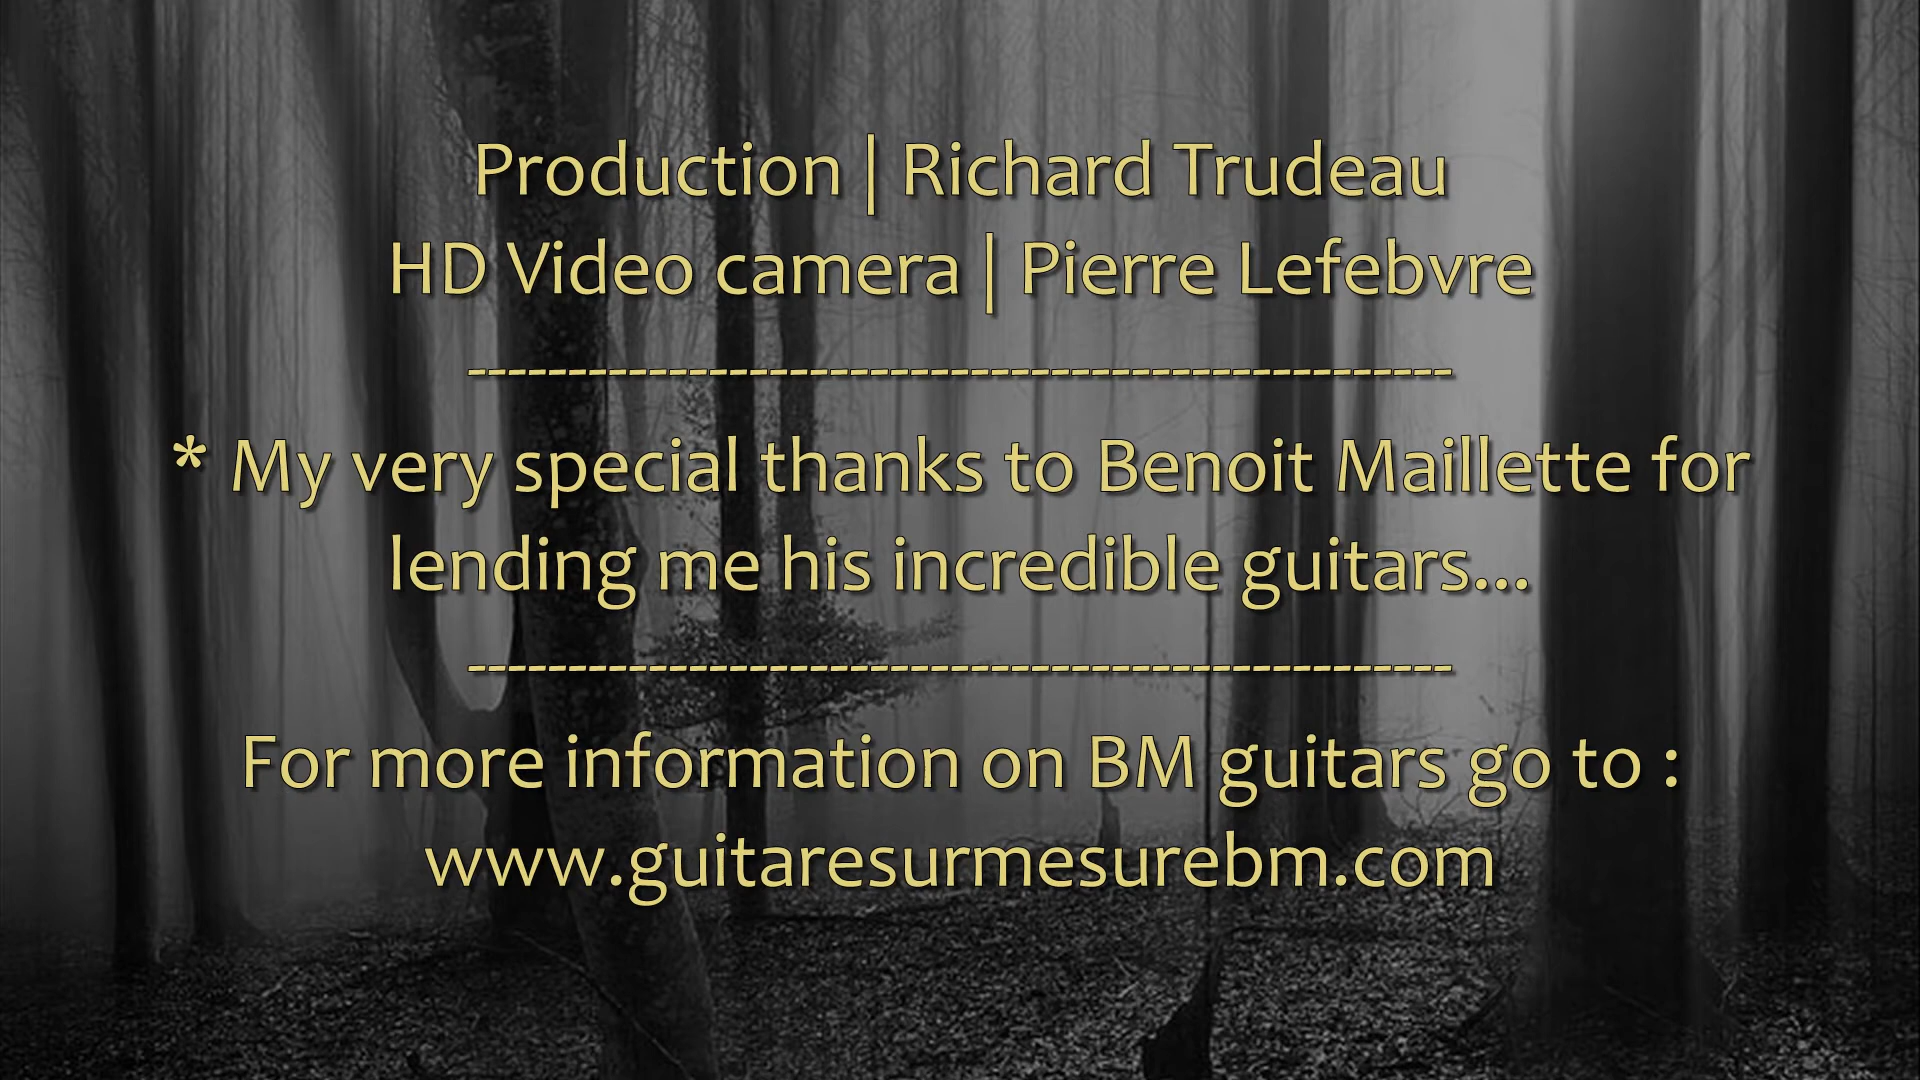 Production | Richard Trudeau
HD Video camera | Pierre Lefebvre
-------------------------------------------------
* My very special thanks to Benoit Maillette for
lending me his incredible guitars...
-------------------------------------------------
For more information on BM guitars go to :
www.guitaresurmesurebm.com